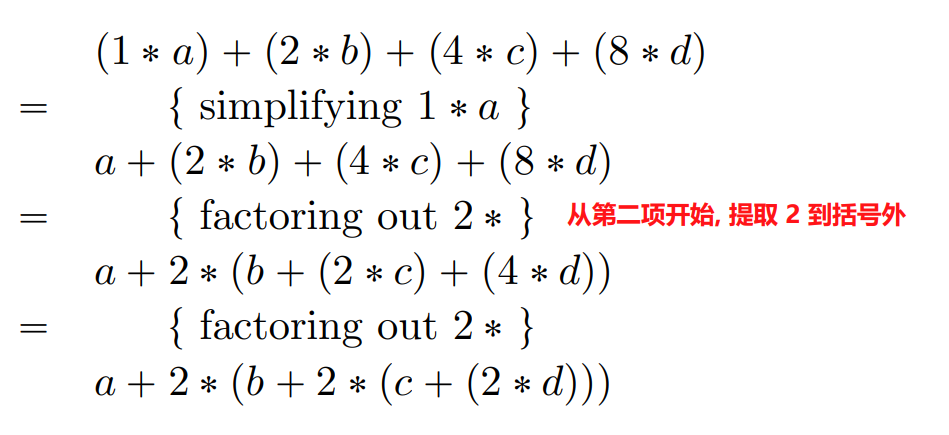 (1 * a) + (2 * b) + (4 * c) + (8 * d)
= { simplifying 1 * a }
a + (2 * b) + (4 * c) + (8 * d)
= { factoring out 2 * } 从第二项开始, 提取 2 到括号外
a + 2 * (b + (2 * c) + (4 * d))
= { factoring out 2 * }
a + 2 * (b + 2 * (c + (2 * d)))